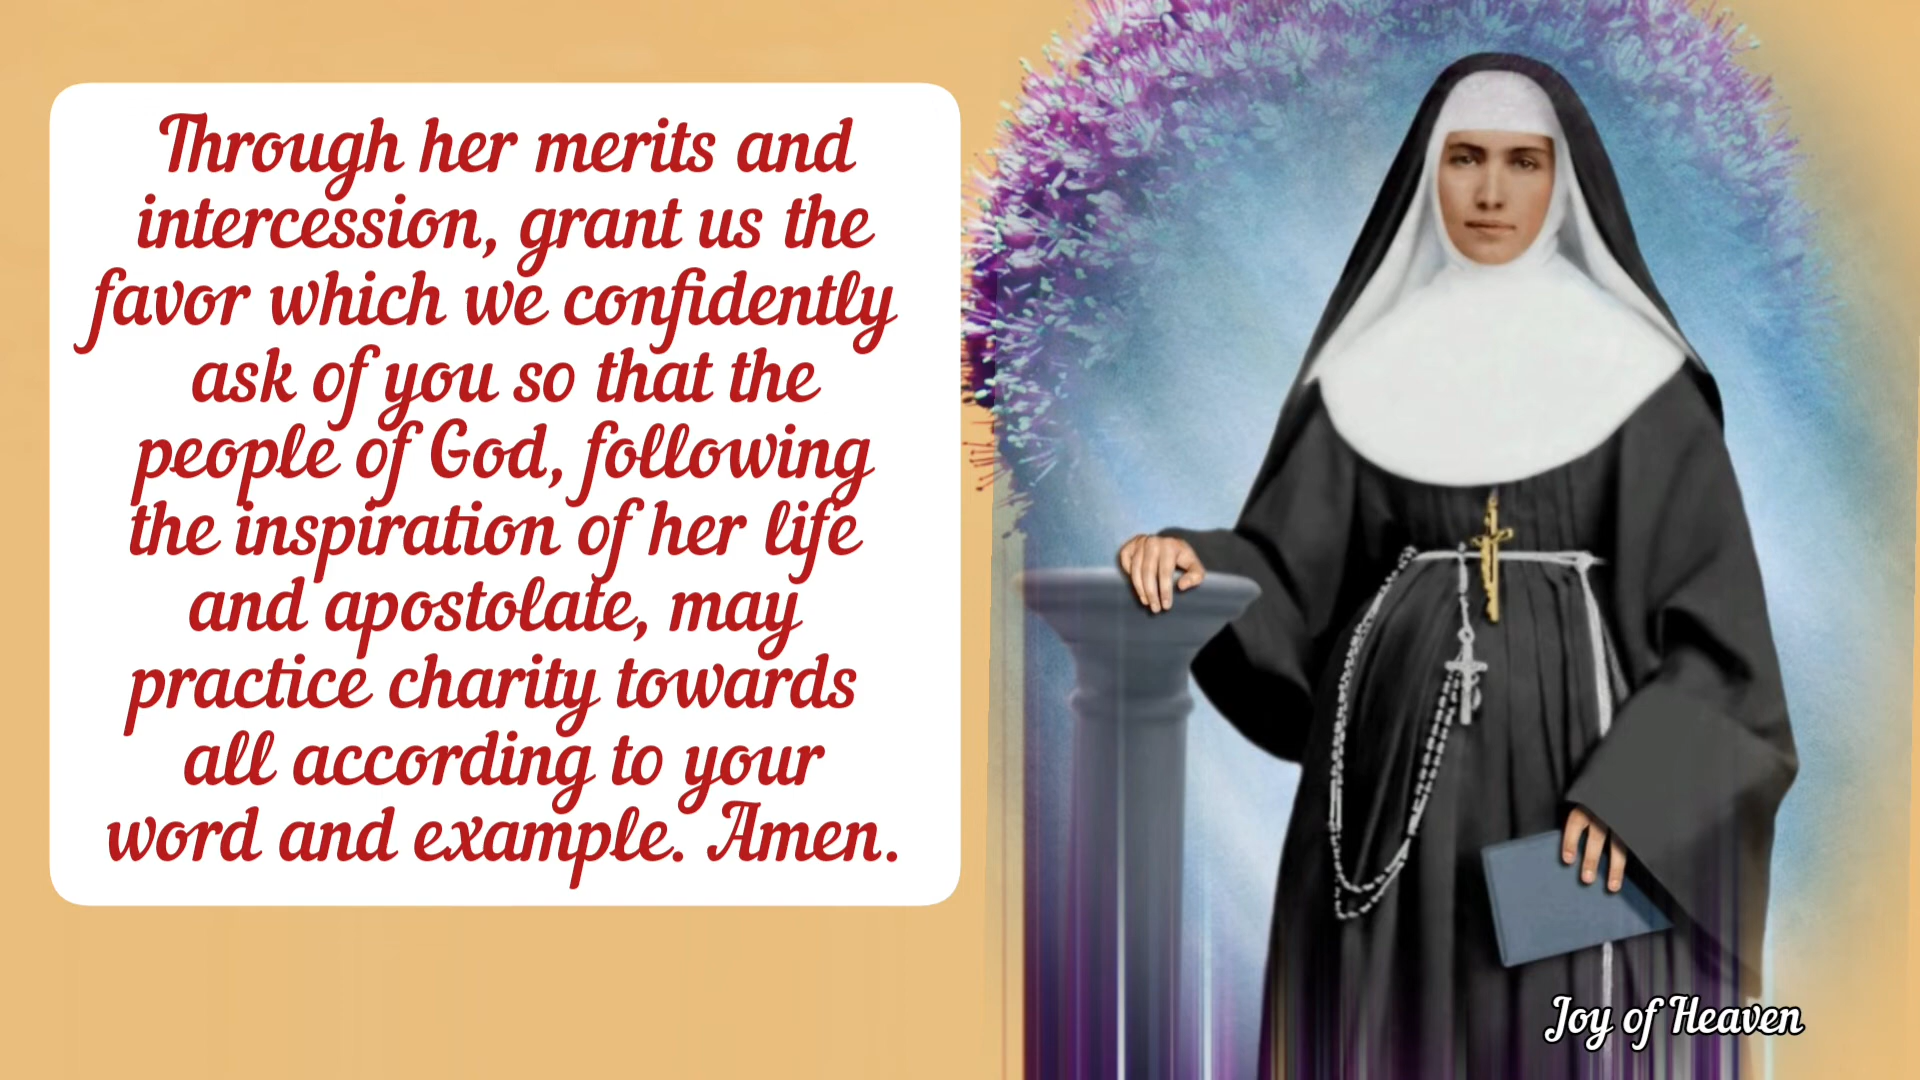 Through her merits and
intercession, grant us the
favor which we confidently
ask of you so that the
people of God, following
the inspiration of her life
and apostolate, may
practice charity towards
all according to your
word and example. Amen.
Joy of Heaven